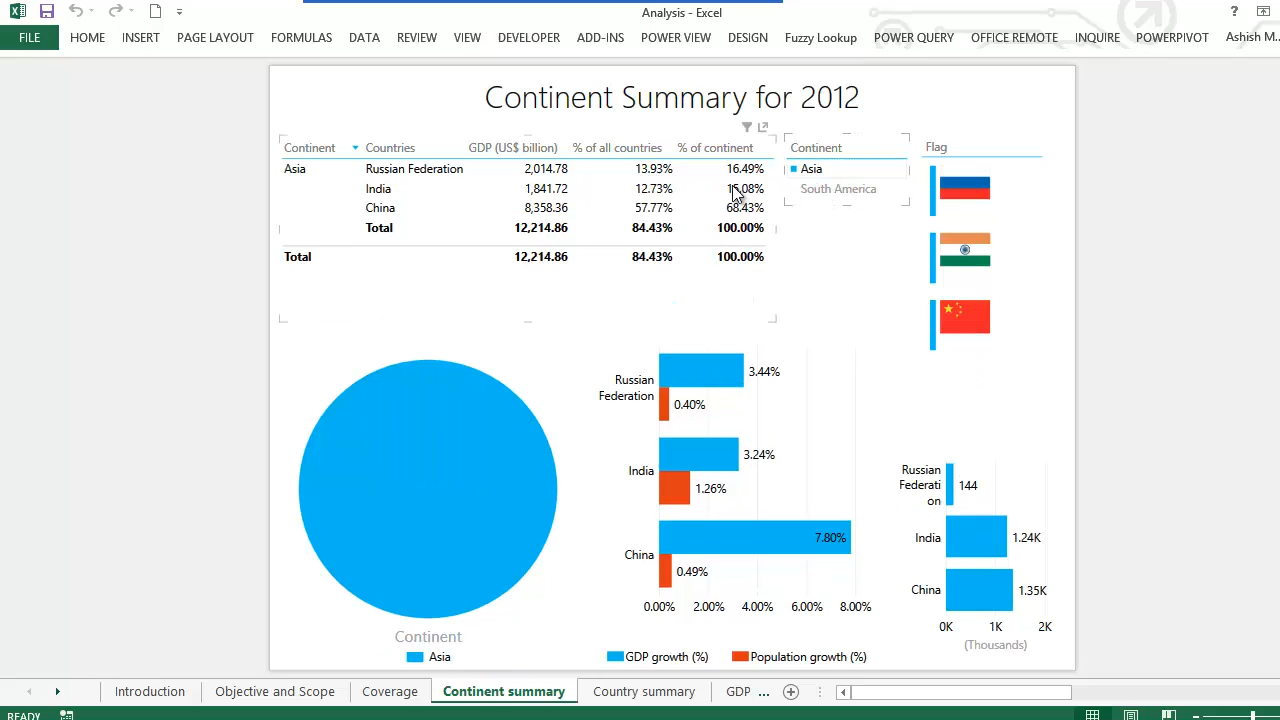 Analysis - Excel
?
FILE HOME INSERT PAGE LAYOUT FORMULAS DATA REVIEW VIEW DEVELOPER ADD-INS POWER VIEW DESIGN Fuzzy Lookup POWER QUERY OFFICE REMOTE INQUIRE POWERPIVOT Ashish M...
Continent Summary for 2012
Continent Countries GDP (US$ billion) % of all countries % of continent
Asia Russian Federation 2,014.78 13.93% 16.49%
India 1,841.72 12.73%
China 8,358.36 57.77% 68.43%
Total 12,214.86 84.43% 100.00%
Total 12,214.86 84.43% 100.00%
Continent
Asia
South America
Flag
Continent
Asia
Russian
Federation
3.44%
0.40%
India
3.24%
1.26%
China
7.80%
0.49%
0.00% 2.00% 4.00% 6.00% 8.00%
GDP growth (%) Population growth (%)
Russian
Federati
on
144
India 1.24K
China 1.35K
0K 1K 2K
(Thousands)
Introduction Objective and Scope Coverage Continent summary Country summary GDP ...
READY